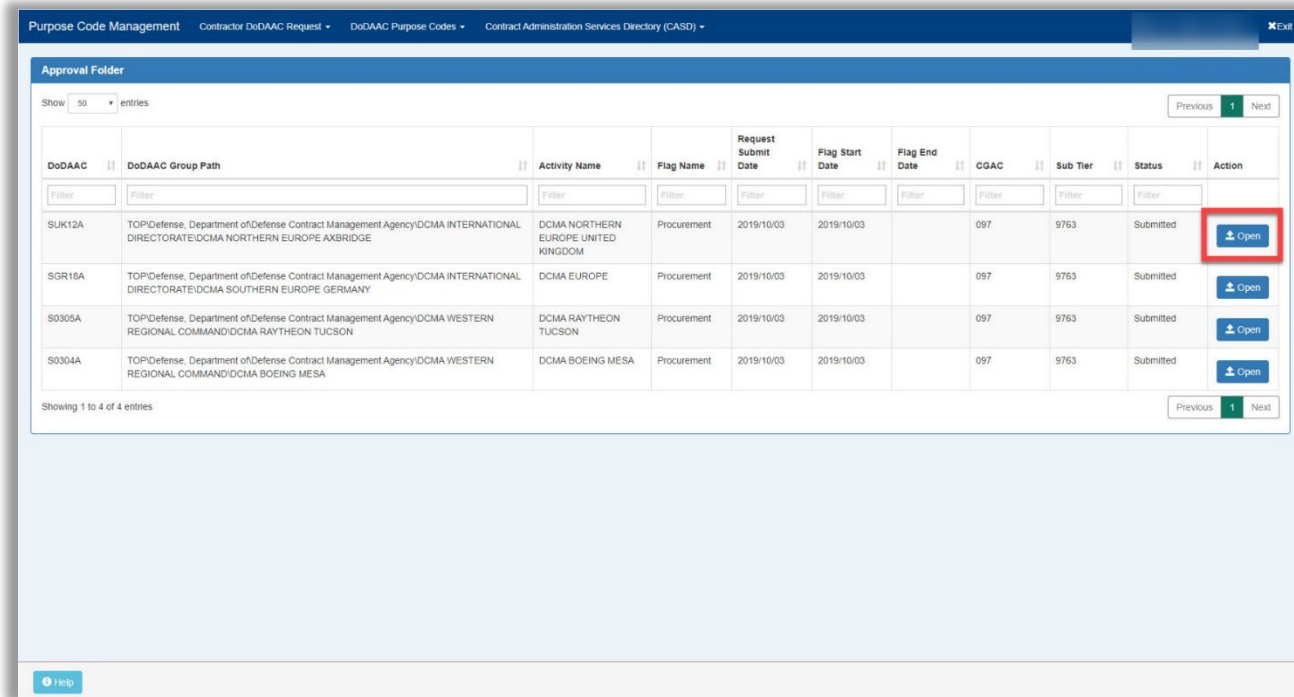 Purpose Code Management Contractor DoDAAC Request DoDAAC Purpose Codes Contract Administration Services Directory (CASD) Exit
Approval Folder
Show 50 entries Previous 1 Next
DoDAAC DoDAAC Group Path Activity Name Flag Name Request Submit Date Flag Start Date Flag End Date CGAC Sub Tier Status Action
Filter Filter Filter Filter Filter Filter Filter Filter Filter Filter
SUK12A TOP\Defense, Department of\Defense Contract Management Agency\DCMA INTERNATIONAL DIRECTORATE\DCMA NORTHERN EUROPE AXBRIDGE DCMA NORTHERN EUROPE UNITED KINGDOM Procurement 2019/10/03 2019/10/03 097 9763 Submitted Open
SGR18A TOP\Defense, Department of\Defense Contract Management Agency\DCMA INTERNATIONAL DIRECTORATE\DCMA SOUTHERN EUROPE GERMANY DCMA EUROPE Procurement 2019/10/03 2019/10/03 097 9763 Submitted Open
S0305A TOP\Defense, Department of\Defense Contract Management Agency\DCMA WESTERN REGIONAL COMMAND\DCMA RAYTHEON TUCSON DCMA RAYTHEON TUCSON Procurement 2019/10/03 2019/10/03 097 9763 Submitted Open
S0304A TOP\Defense, Department of\Defense Contract Management Agency\DCMA WESTERN REGIONAL COMMAND\DCMA BOEING MESA DCMA BOEING MESA Procurement 2019/10/03 2019/10/03 097 9763 Submitted Open
Showing 1 to 4 of 4 entries Previous 1 Next
Help